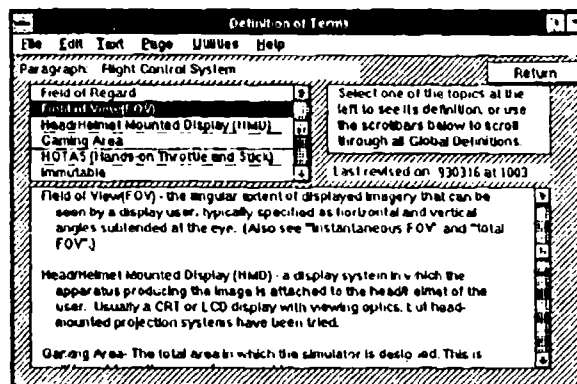 Definition of Terms
File Edit Text Page Utilities Help
Paragraph: Flight Control System
Return
Field of Regard
Field of View(FOV)
Head/Helmet Mounted Display (HMD)
Gaming Area
HOTAS (Hands-on Throttle and Stick)
Immutable
Select one of the topics at the
left to see its definition, or use
the scrollbars below to scroll
through all Global Definitions.
Last revised on 930316 at 1003
Field of View(FOV) - the angular extent of displayed imagery that can be
seen by a display user, typically specified as horizontal and vertical
angles subtended at the eye. (Also see "Instantaneous FOV" and "total
FOV".)
Head/Helmet Mounted Display (HMD) - a display system in which the
apparatus producing the image is attached to the head/helmet of the
user. Usually a CRT or LCD display with viewing optics, but head-
mounted projection systems have been tried.
Gaming Area- The total area in which the simulator is designed. This is